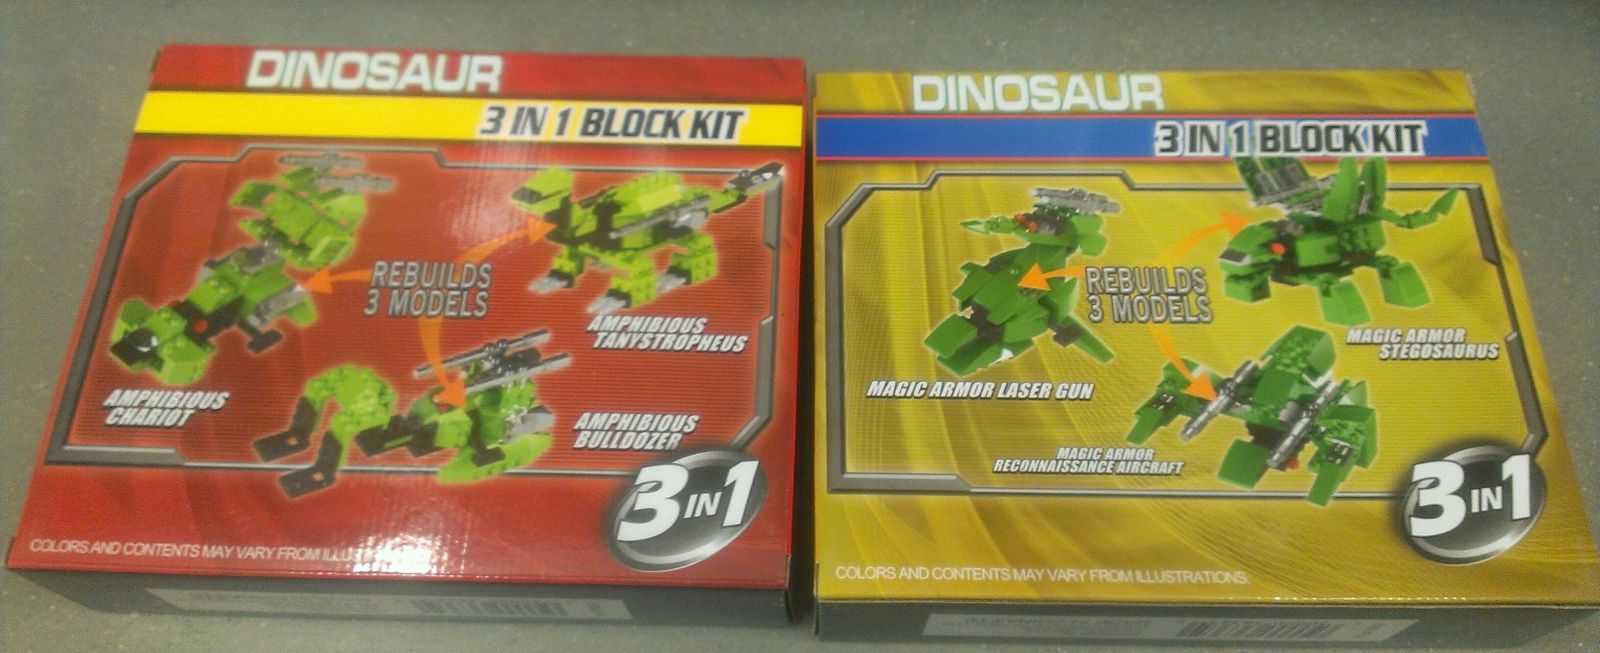 DINOSAUR
3 IN 1 BLOCK KIT
REBUILDS
3 MODELS
AMPHIBIOUS
TANYSTROPHEUS
AMPHIBIOUS
CHARIOT
AMPHIBIOUS
BULLDOZER
3 IN 1
COLORS AND CONTENTS MAY VARY FROM
DINOSAUR
3 IN 1 BLOCK KIT
REBUILDS
3 MODELS
MAGIC ARMOR
STEGOSAURUS
MAGIC ARMOR LASER GUN
MAGIC ARMOR
RECONNAISSANCE AIRCRAFT
3 IN 1
COLORS AND CONTENTS MAY VARY FROM ILLUSTRATIONS.